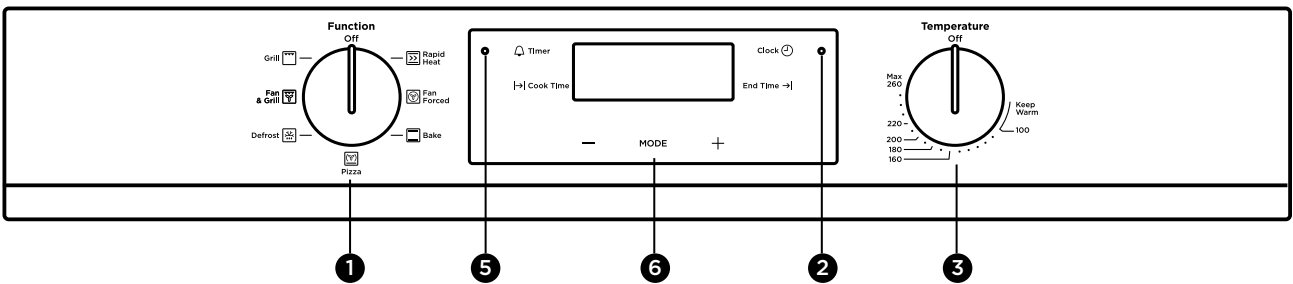 Function
Off
Grill
Rapid
Heat
Fan
& Grill
Fan
Forced
Defrost
Bake
Pizza
Timer
Clock
Cook Time
End Time
− MODE +
Temperature
Off
Max
260
Keep
Warm
100
220
200
180
160
1
5
6
2
3